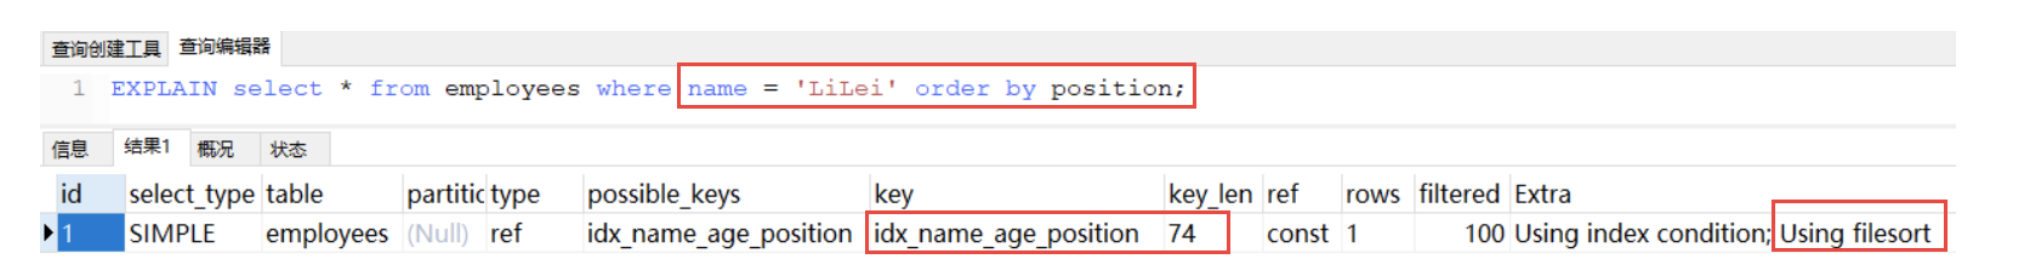 查询创建工具 查询编辑器
1 EXPLAIN select * from employees where name = 'LiLei' order by position;
信息 结果1 概况 状态
id select_type table partitic type possible_keys key key_len ref rows filtered Extra
1 SIMPLE employees (Null) ref idx_name_age_position idx_name_age_position 74 const 1 100 Using index condition; Using filesort